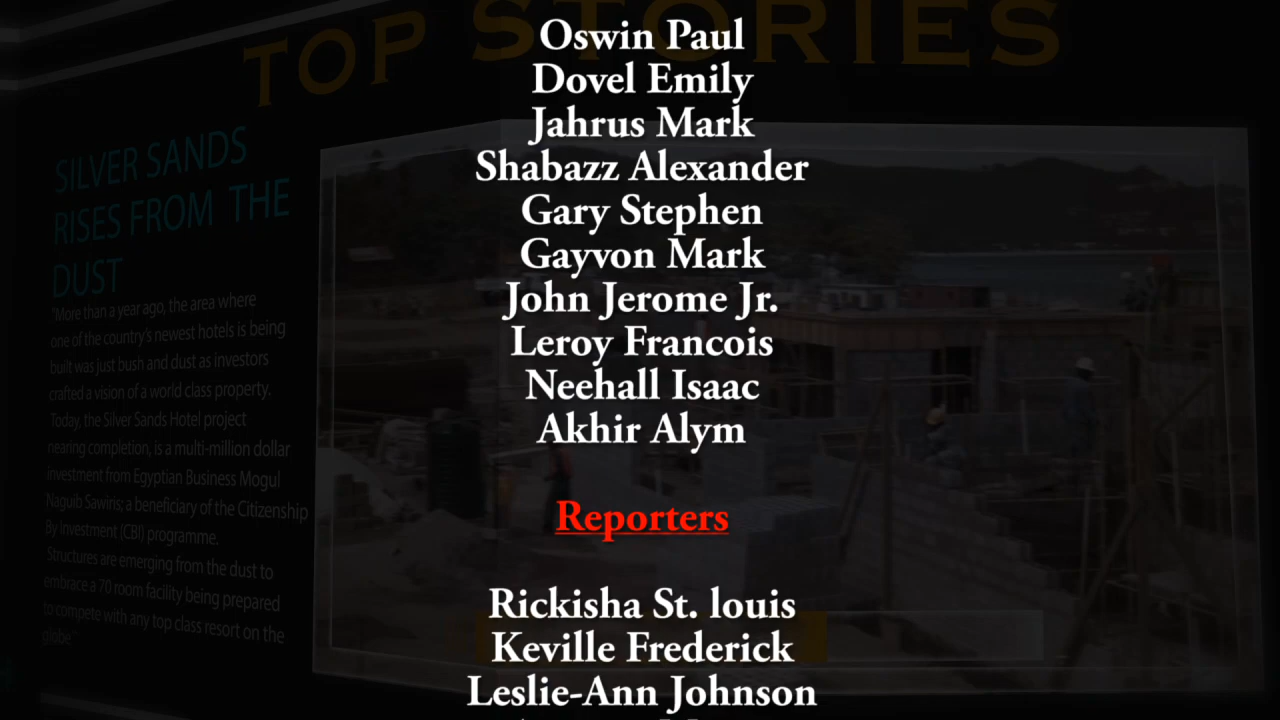 TOP STORIES
Oswin Paul
Dovel Emily
Jahrus Mark
Shabazz Alexander
Gary Stephen
Gayvon Mark
John Jerome Jr.
Leroy Francois
Neehall Isaac
Akhir Alym
Reporters
Rickisha St. louis
Keville Frederick
Leslie-Ann Johnson
SILVER SANDS
RISES FROM THE
DUST
"More than a year ago, the area where
one of the country's newest hotels is being
built was just bush and dust as investors
crafted a vision of a world class property.
Today, the Silver Sands Hotel project
nearing completion, is a multi-million dollar
investment from Egyptian Business Mogul
Naguib Sawiris; a beneficiary of the Citizenship
By Investment (CBI) programme.
Structures are emerging from the dust to
embrace a 70 room facility being prepared
to compete with any top class resort on the
globe"